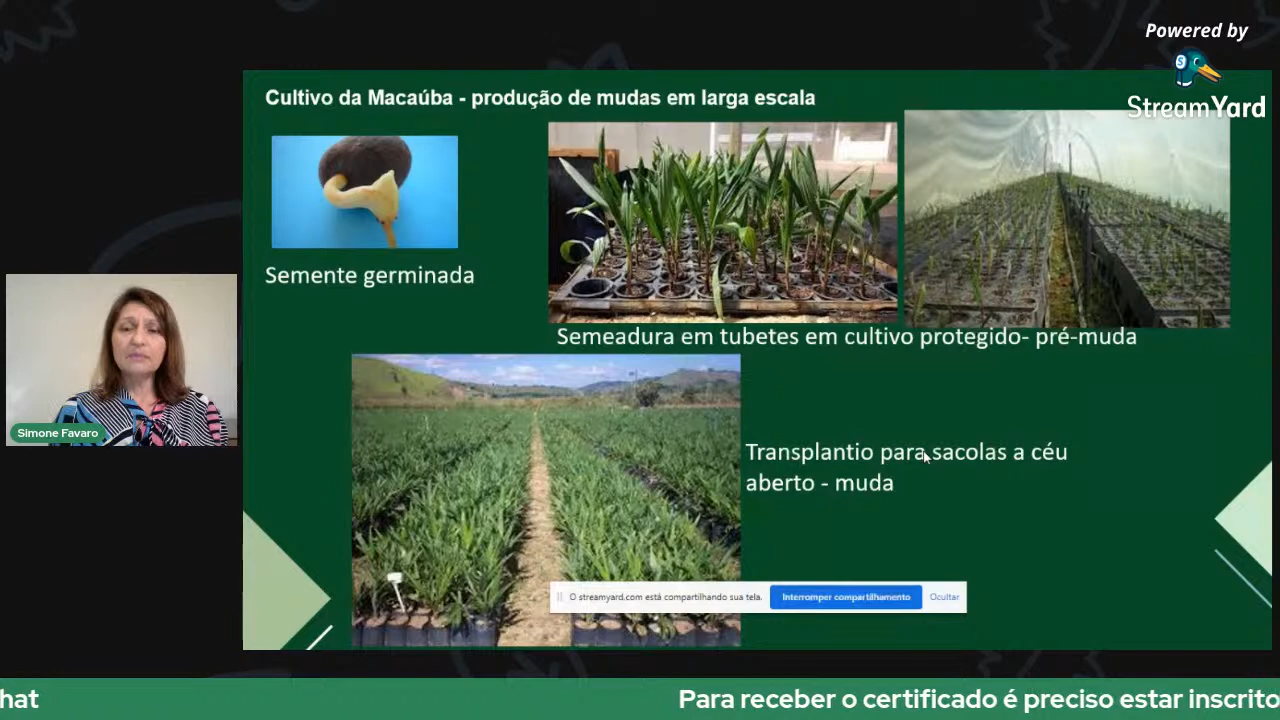 Powered by
StreamYard
Cultivo da Macaúba - produção de mudas em larga escala
Semente germinada
Semeadura em tubetes em cultivo protegido- pré-muda
Simone Favaro
Transplantio para sacolas a céu
aberto - muda
O streamyard.com está compartilhando sua tela. Interromper compartilhamento Ocultar
hat Para receber o certificado é preciso estar inscrito